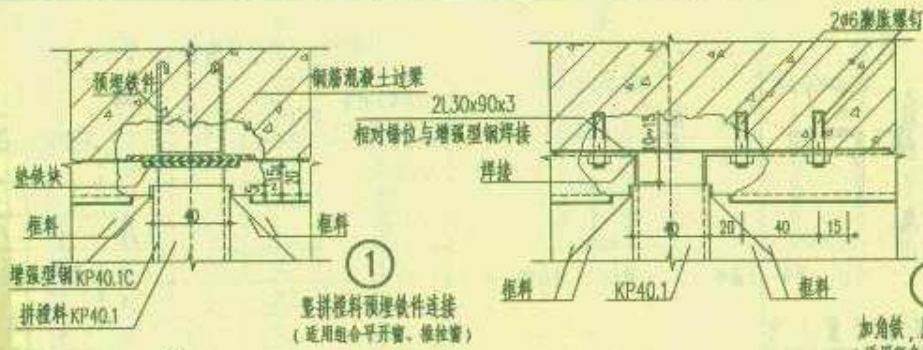 预埋铁件
钢筋混凝土过梁
垫铁块
框料
40
框料
增强型钢KP40.1C
拼樘料KP40.1
1
竖拼樘料预埋铁件连接
(适用组合平开窗、推拉窗)
2φ6膨胀螺钉
2L30x90x3
相对错位与增强型钢焊接
焊接
10~15
20
40
15
框料
KP40.1
框料
加角铁,